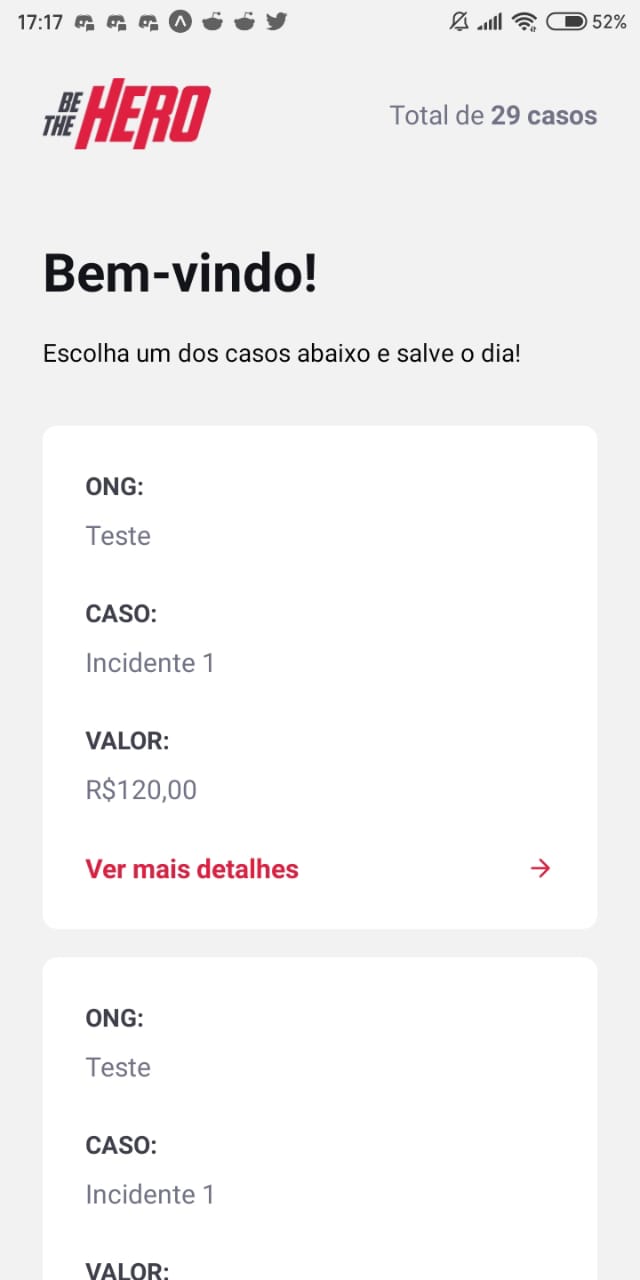 17:17
52%
BE
THE HERO
Total de 29 casos
Bem-vindo!
Escolha um dos casos abaixo e salve o dia!
ONG:
Teste
CASO:
Incidente 1
VALOR:
R$120,00
Ver mais detalhes
ONG:
Teste
CASO:
Incidente 1
VALOR: